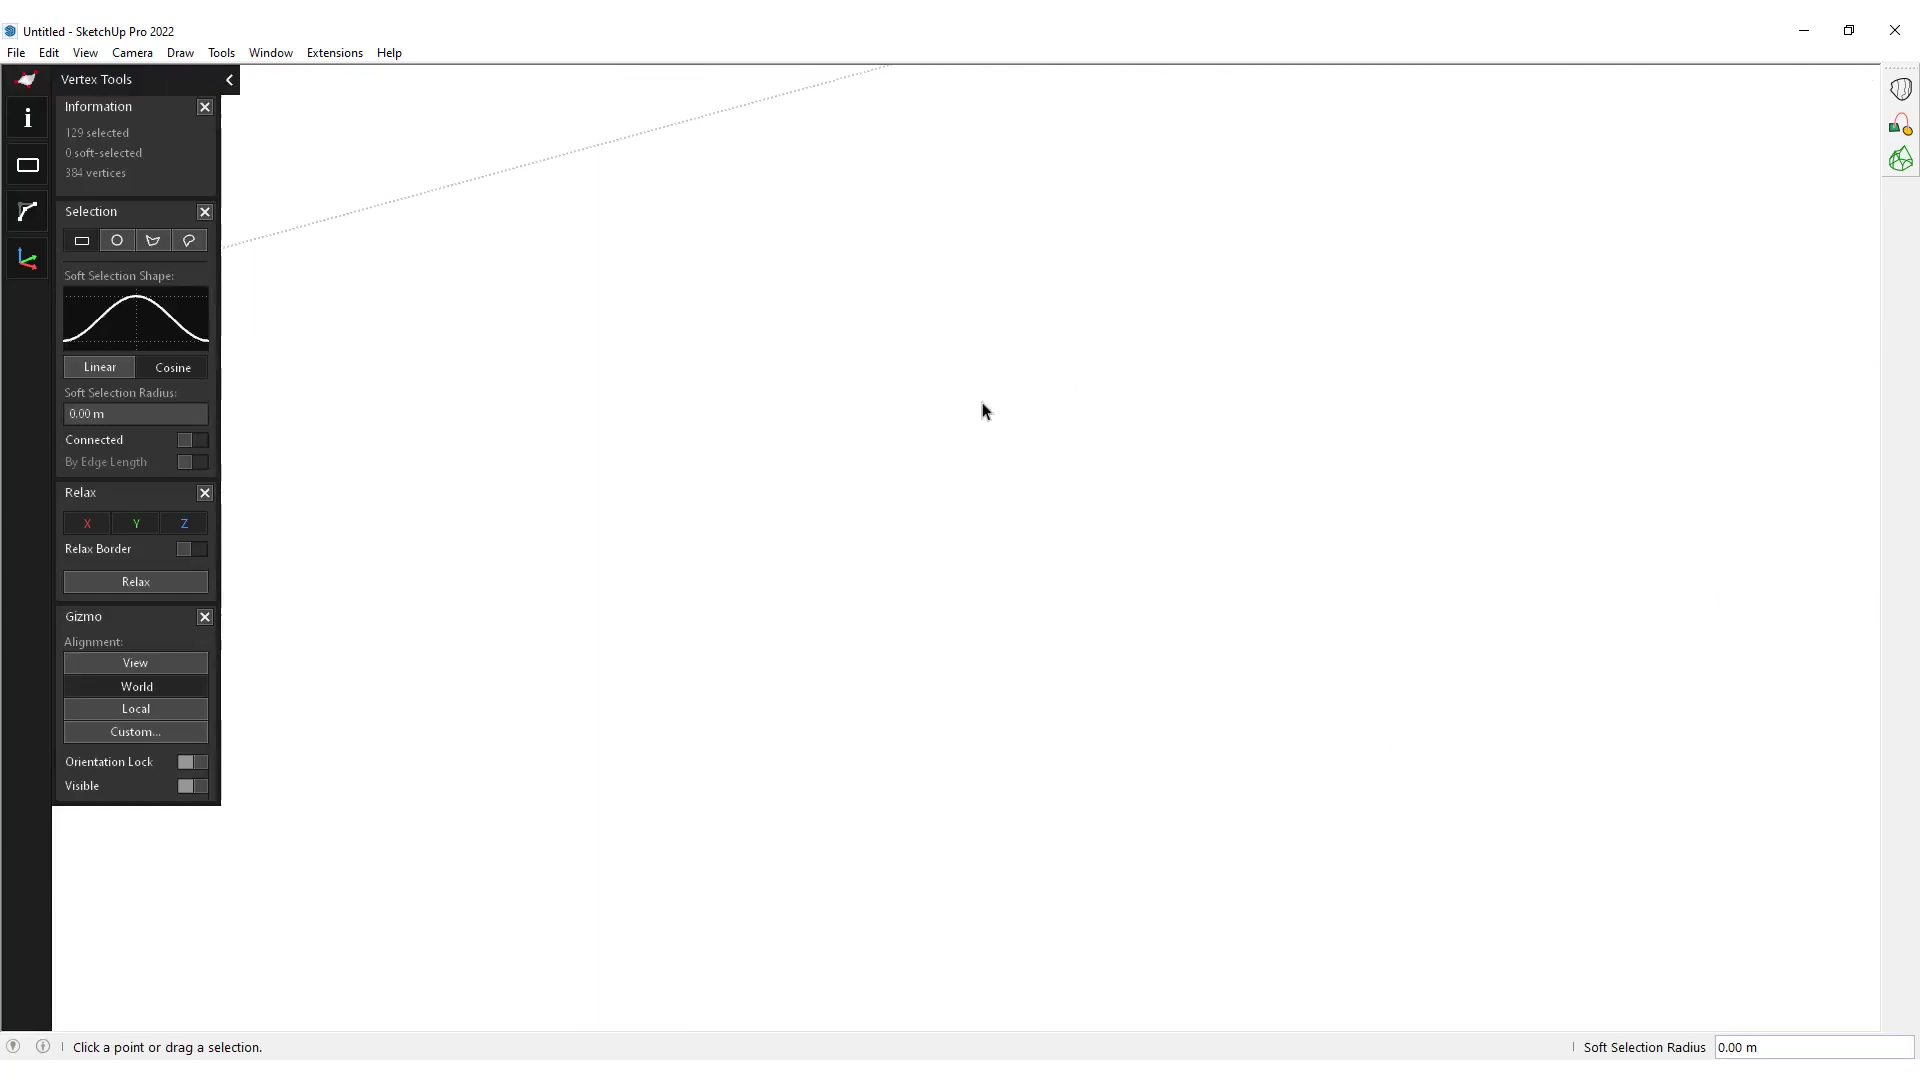 Untitled - SketchUp Pro 2022
File Edit View Camera Draw Tools Window Extensions Help
Vertex Tools
Information
129 selected
0 soft-selected
384 vertices
Selection
Soft Selection Shape:
Linear Cosine
Soft Selection Radius:
0.00 m
Connected
By Edge Length
Relax
X Y Z
Relax Border
Relax
Gizmo
Alignment:
View
World
Local
Custom...
Orientation Lock
Visible
Click a point or drag a selection.
Soft Selection Radius 0.00 m